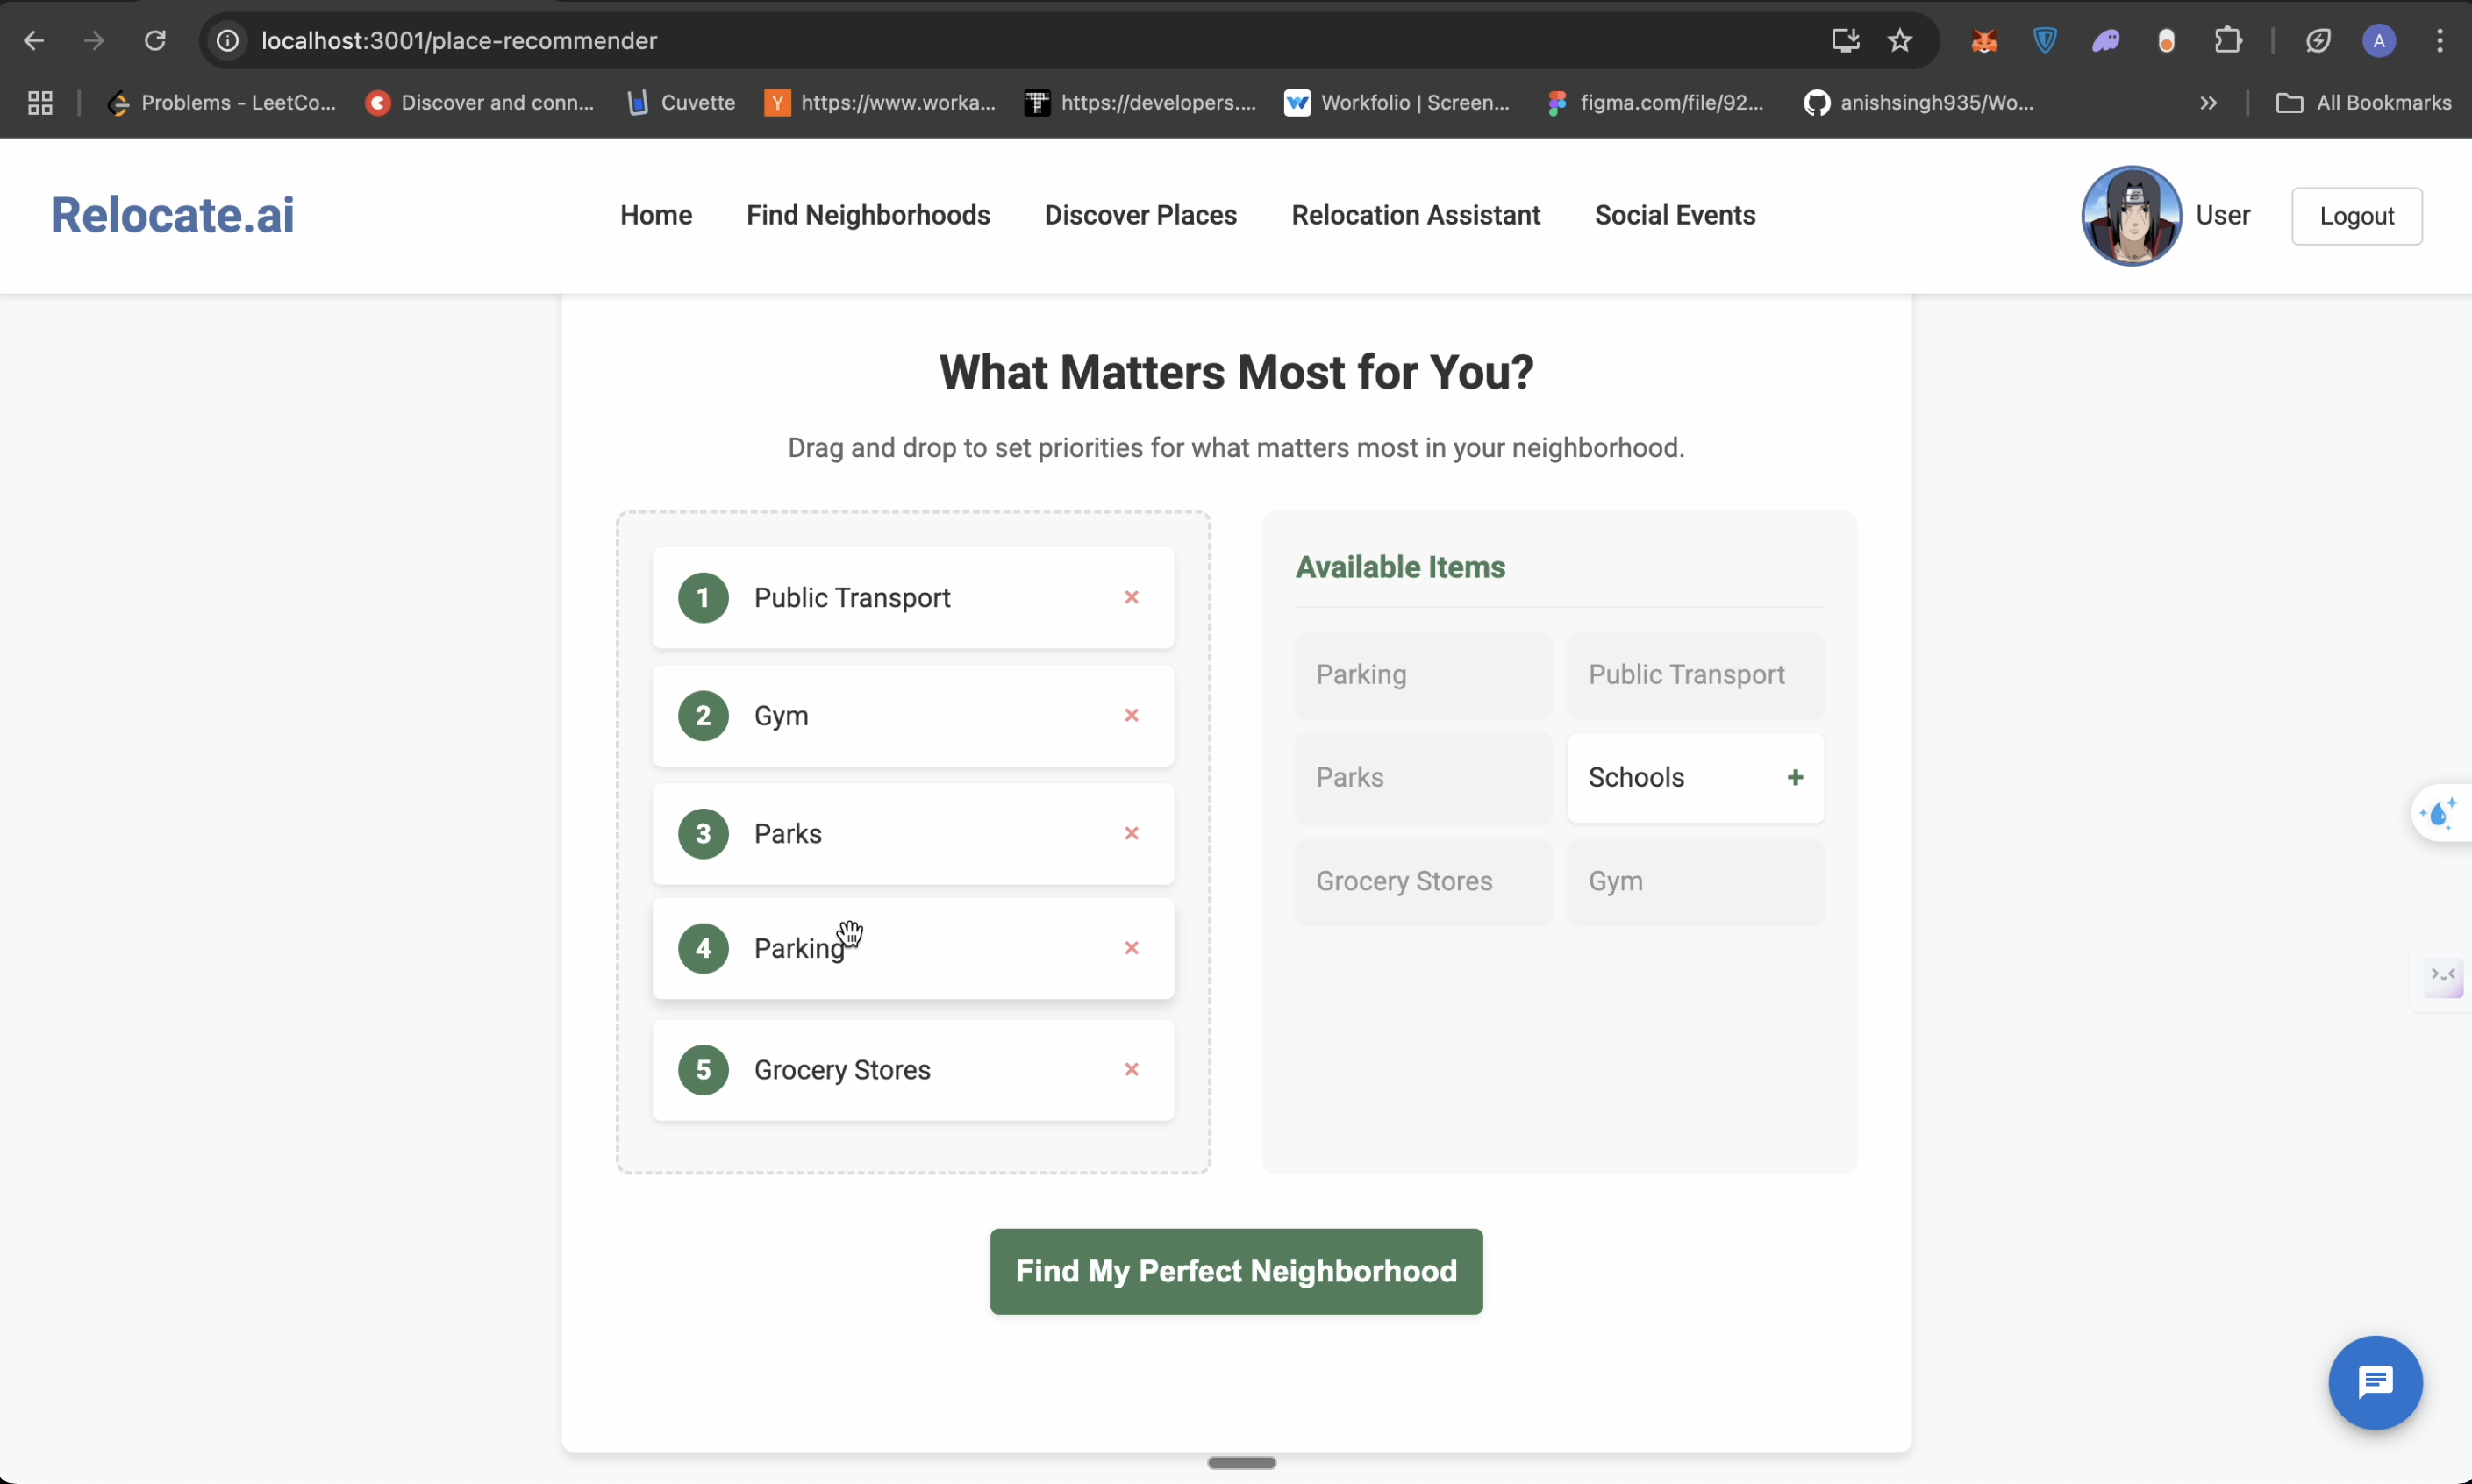 localhost:3001/place-recommender
A
Problems - LeetCo...
Discover and conn...
Cuvette
https://www.worka...
https://developers....
Workfolio | Screen...
figma.com/file/92...
anishsingh935/Wo...
All Bookmarks
Relocate.ai
Home
Find Neighborhoods
Discover Places
Relocation Assistant
Social Events
User
Logout
What Matters Most for You?
Drag and drop to set priorities for what matters most in your neighborhood.
1 Public Transport ×
2 Gym ×
3 Parks ×
4 Parking ×
5 Grocery Stores ×
Available Items
Parking
Public Transport
Parks
Schools +
Grocery Stores
Gym
Find My Perfect Neighborhood